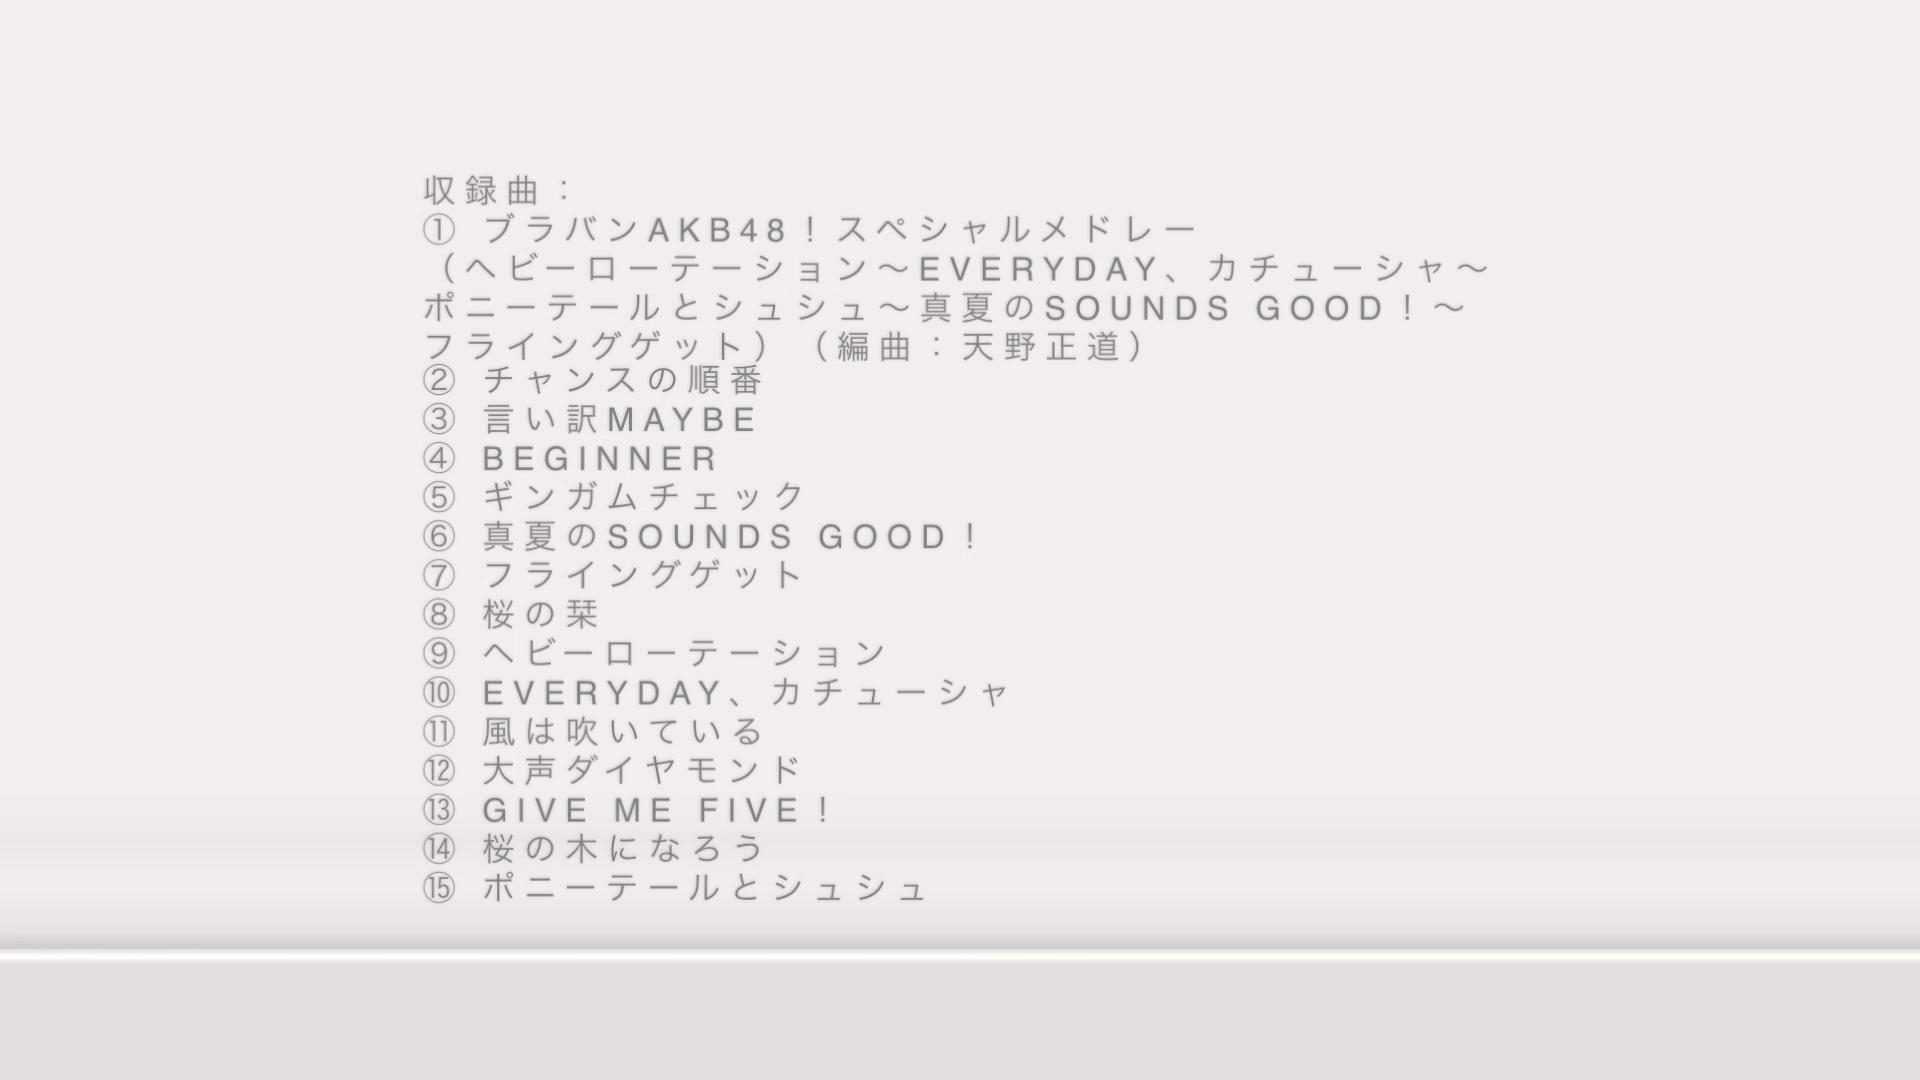 収録曲：
① ブラバンAKB48！スペシャルメドレー
（ヘビーローテーション～EVERYDAY、カチューシャ～
ポニーテールとシュシュ～真夏のSOUNDS GOOD！～
フライングゲット）（編曲：天野正道）
② チャンスの順番
③ 言い訳MAYBE
④ BEGINNER
⑤ ギンガムチェック
⑥ 真夏のSOUNDS GOOD！
⑦ フライングゲット
⑧ 桜の栞
⑨ ヘビーローテーション
⑩ EVERYDAY、カチューシャ
⑪ 風は吹いている
⑫ 大声ダイヤモンド
⑬ GIVE ME FIVE！
⑭ 桜の木になろう
⑮ ポニーテールとシュシュ